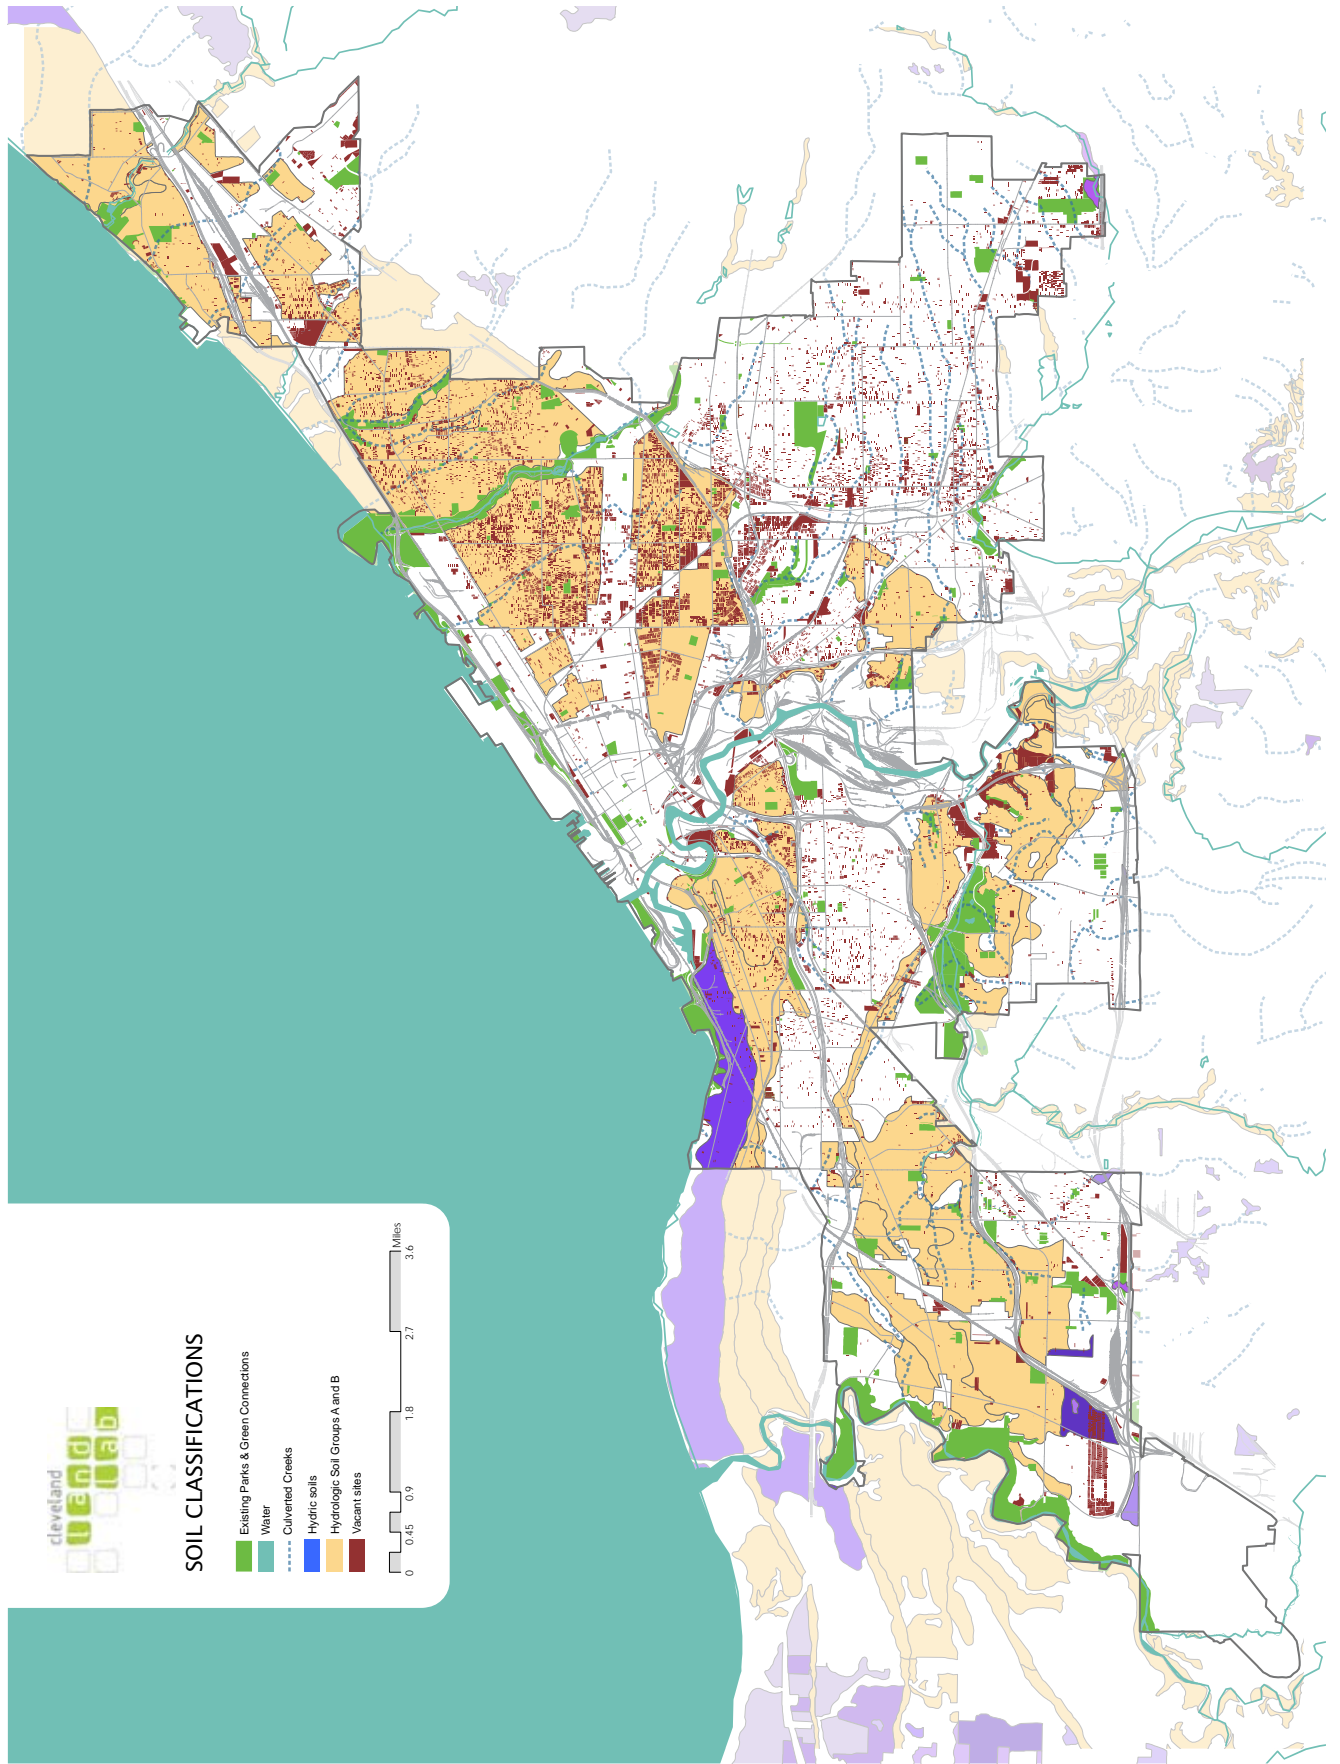 cleveland
land
lab
SOIL CLASSIFICATIONS
Existing Parks & Green Connections
Water
Culverted Creeks
Hydric soils
Hydrologic Soil Groups A and B
Vacant sites
0 0.45 0.9 1.8 2.7 3.6
Miles